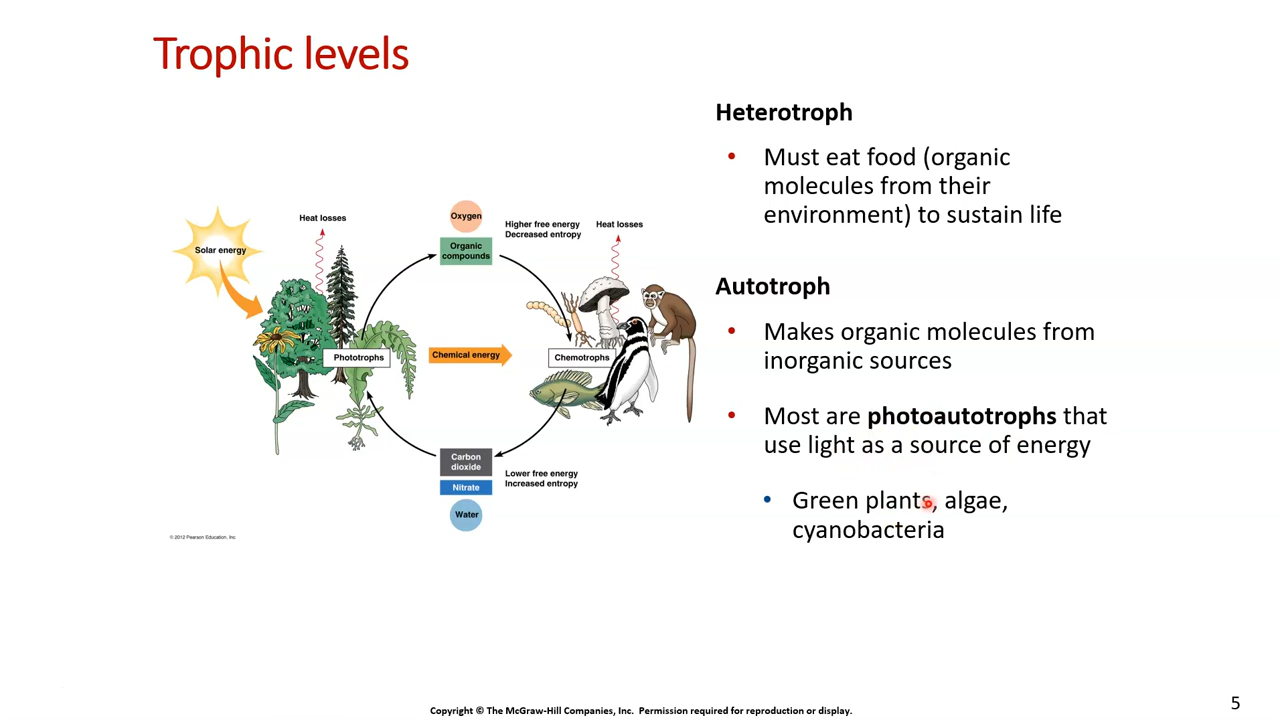 Trophic levels
Heterotroph
• Must eat food (organic
molecules from their
environment) to sustain life
Autotroph
• Makes organic molecules from
inorganic sources
• Most are photoautotrophs that
use light as a source of energy
• Green plants, algae,
cyanobacteria
Solar energy
Heat losses
Oxygen
Organic
compounds
Higher free energy
Decreased entropy
Heat losses
Phototrophs
Chemical energy
Chemotrophs
Carbon
dioxide
Nitrate
Water
Lower free energy
Increased entropy
© 2012 Pearson Education, Inc
Copyright © The McGraw-Hill Companies, Inc. Permission required for reproduction or display.
5